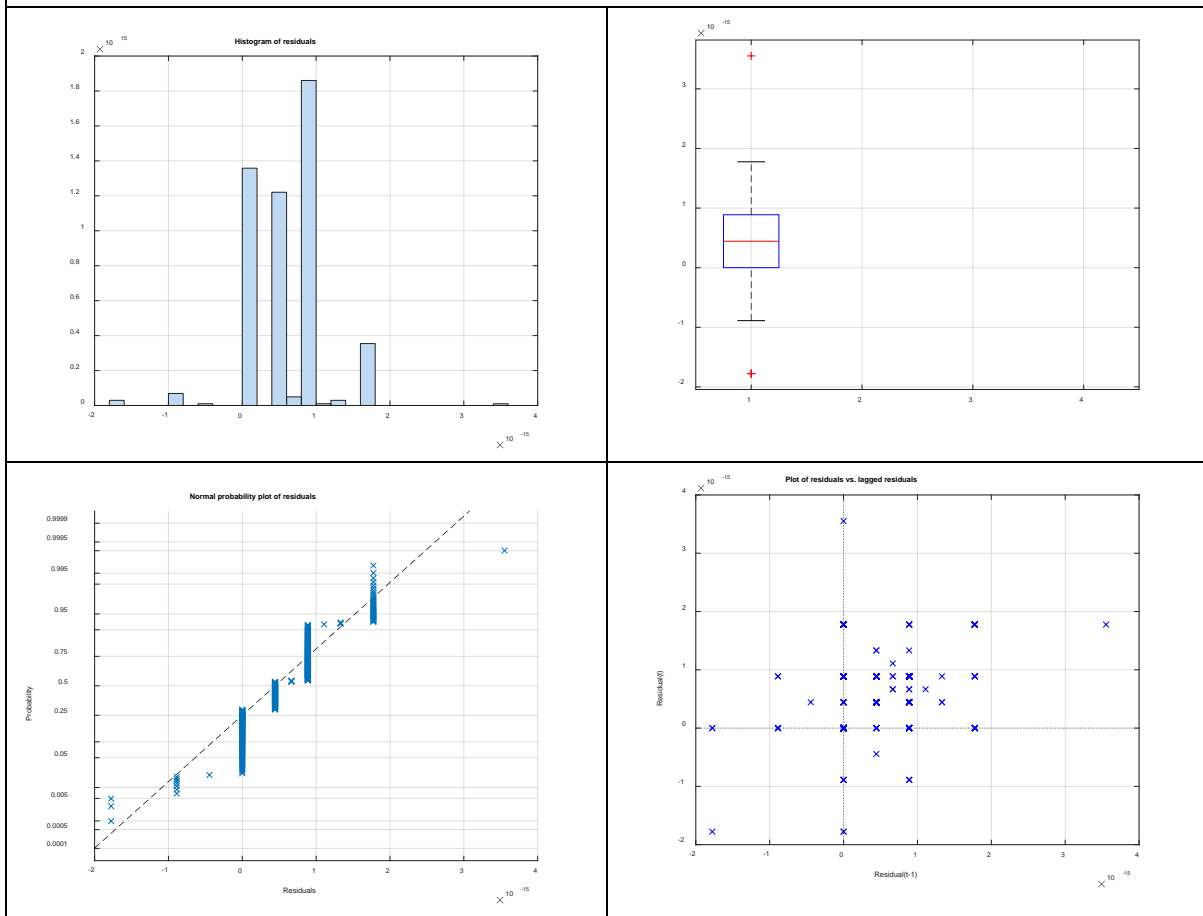 × 10 -15
Histogram of residuals
2
1.8
1.6
1.4
1.2
1
0.8
0.6
0.4
0.2
0
-2 -1 0 1 2 3 4
× 10 -15
× 10 -15
3
2
1
0
-1
-2
1 2 3 4
Normal probability plot of residuals
0.9999
0.9995
0.995
0.95
0.75
0.5
0.25
0.05
0.005
0.0005
0.0001
Probability
-2 -1 0 1 2 3 4
Residuals
× 10 -15
Plot of residuals vs. lagged residuals
× 10 -15
4
3
2
1
0
-1
-2
Residual(t)
-2 -1 0 1 2 3 4
Residual(t-1)
× 10 -15